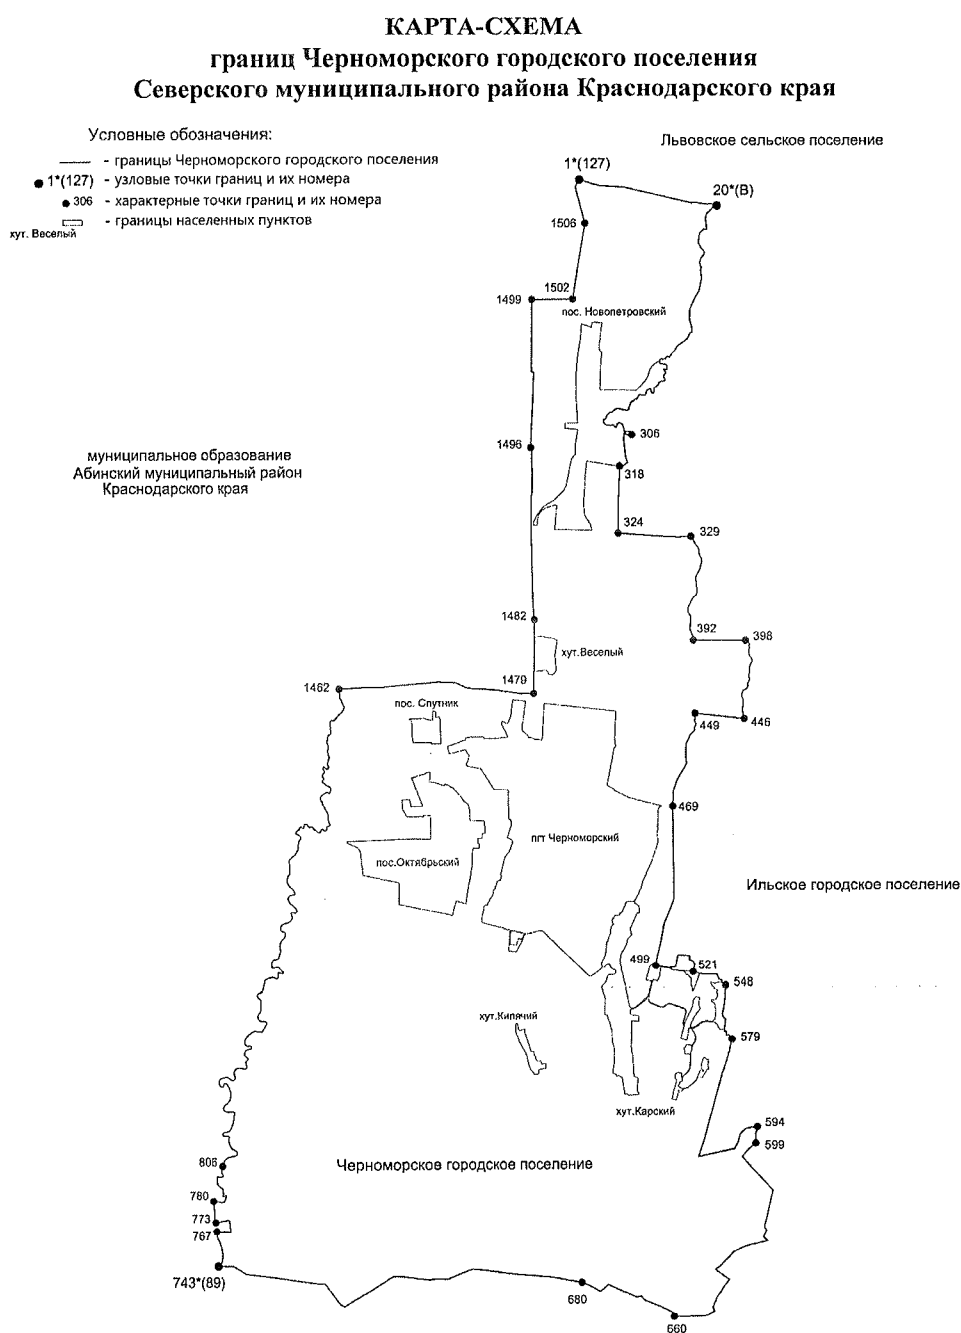 КАРТА-СХЕМА
границ Черноморского городского поселения
Северского муниципального района Краснодарского края
Условные обозначения:
- границы Черноморского городского поселения
1*(127) - узловые точки границ и их номера
306 - характерные точки границ и их номера
- границы населенных пунктов
хут. Веселый
Львовское сельское поселение
1*(127)
20*(В)
1506
1502
1499
пос. Новопетровский
306
1496
муниципальное образование
Абинский муниципальный район
Краснодарского края
318
324
329
1482
392
398
хут.Веселый
1479
1462
пос. Спутник
449
446
469
пгт Черноморский
пос.Октябрьский
Ильское городское поселение
499
521
548
хут.Кипячий
579
хут.Карский
594
599
806
Черноморское городское поселение
780
773
767
743*(89)
680
660